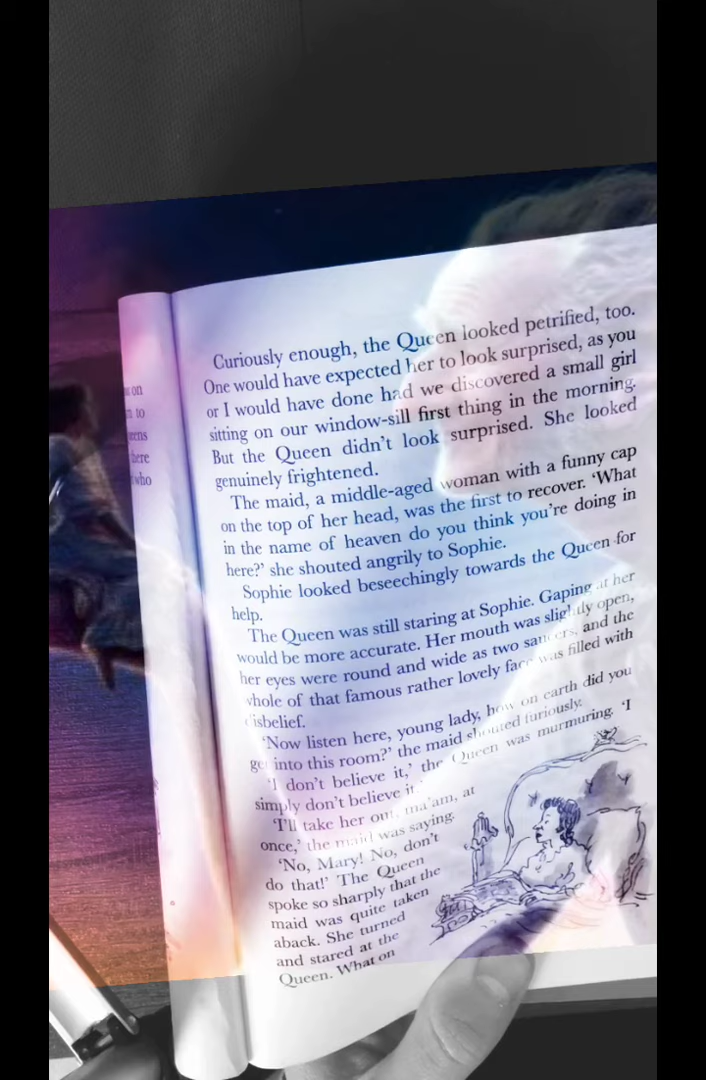 us on
n to
eens
here
who
Curiously enough, the Queen looked petrified, too.
One would have expected her to look surprised, as you
or I would have done had we discovered a small girl
sitting on our window-sill first thing in the morning.
But the Queen didn't look surprised. She looked
genuinely frightened.
The maid, a middle-aged woman with a funny cap
on the top of her head, was the first to recover. 'What
in the name of heaven do you think you're doing in
here?' she shouted angrily to Sophie.
Sophie looked beseechingly towards the Queen for
help.
The Queen was still staring at Sophie. Gaping at her
would be more accurate. Her mouth was slightly open,
her eyes were round and wide as two saucers, and the
whole of that famous rather lovely face was filled with
disbelief.
'Now listen here, young lady, how on earth did you
get into this room?' the maid shouted furiously.
'I don't believe it,' the Queen was murmuring. 'I
simply don't believe it.'
'I'll take her out, ma'am, at
once,' the maid was saying.
'No, Mary! No, don't
do that!' The Queen
spoke so sharply that the
maid was quite taken
aback. She turned
and stared at the
Queen. What on